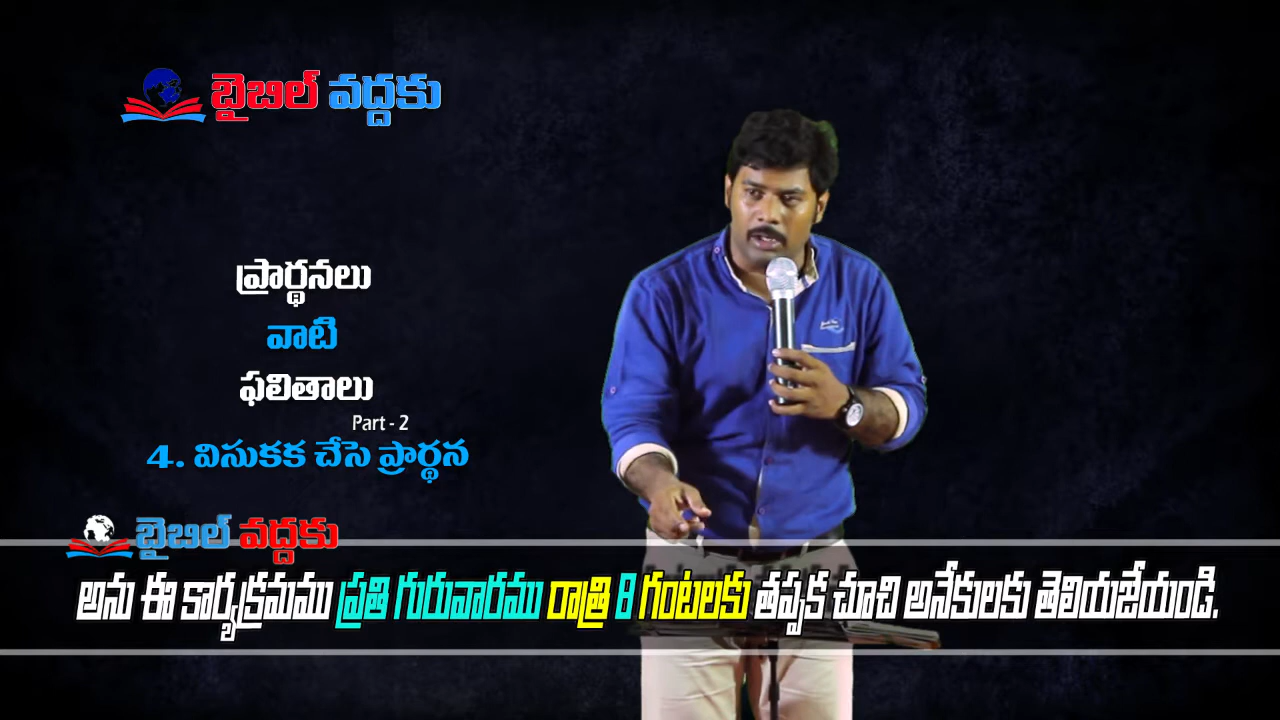 బైబిల్ వద్దకు
ప్రార్థనలు
వాటి
ఫలితాలు
Part - 2
4. విసుకక చేసె ప్రార్థన
బైబిల్ వద్దకు
అను ఈ కార్యక్రమము ప్రతి గురువారము రాత్రి 8 గంటలకు తప్పక చూచి అనేకులకు తెలియజేయండి.